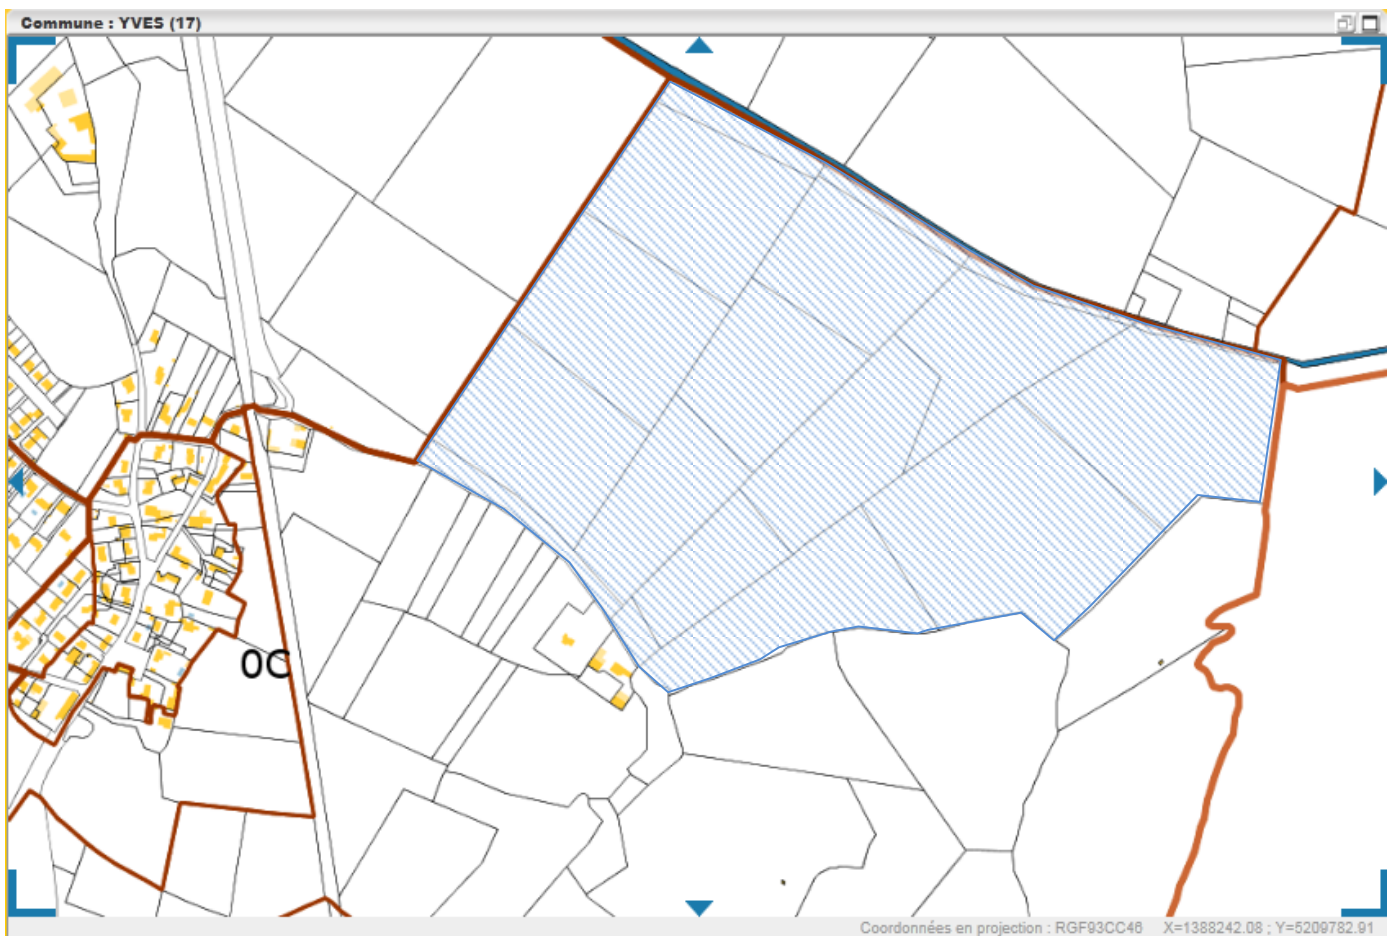 Commune : YVES (17)
0C
Coordonnées en projection : RGF93CC46 X=1388242.08 ; Y=5209782.91